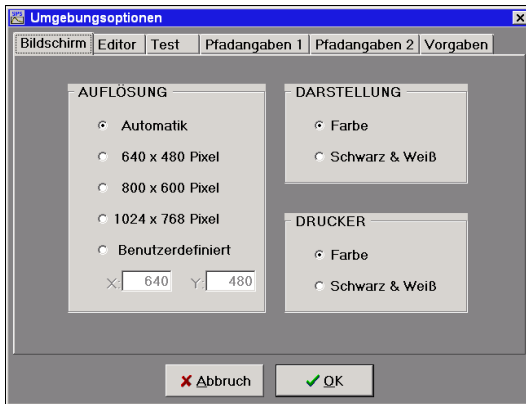 Umgebungsoptionen
Bildschirm Editor Test Pfadangaben 1 Pfadangaben 2 Vorgaben
AUFLÖSUNG
Automatik
640 x 480 Pixel
800 x 600 Pixel
1024 x 768 Pixel
Benutzerdefiniert
X: 640 Y: 480
DARSTELLUNG
Farbe
Schwarz & Weiß
DRUCKER
Farbe
Schwarz & Weiß
Abbruch OK